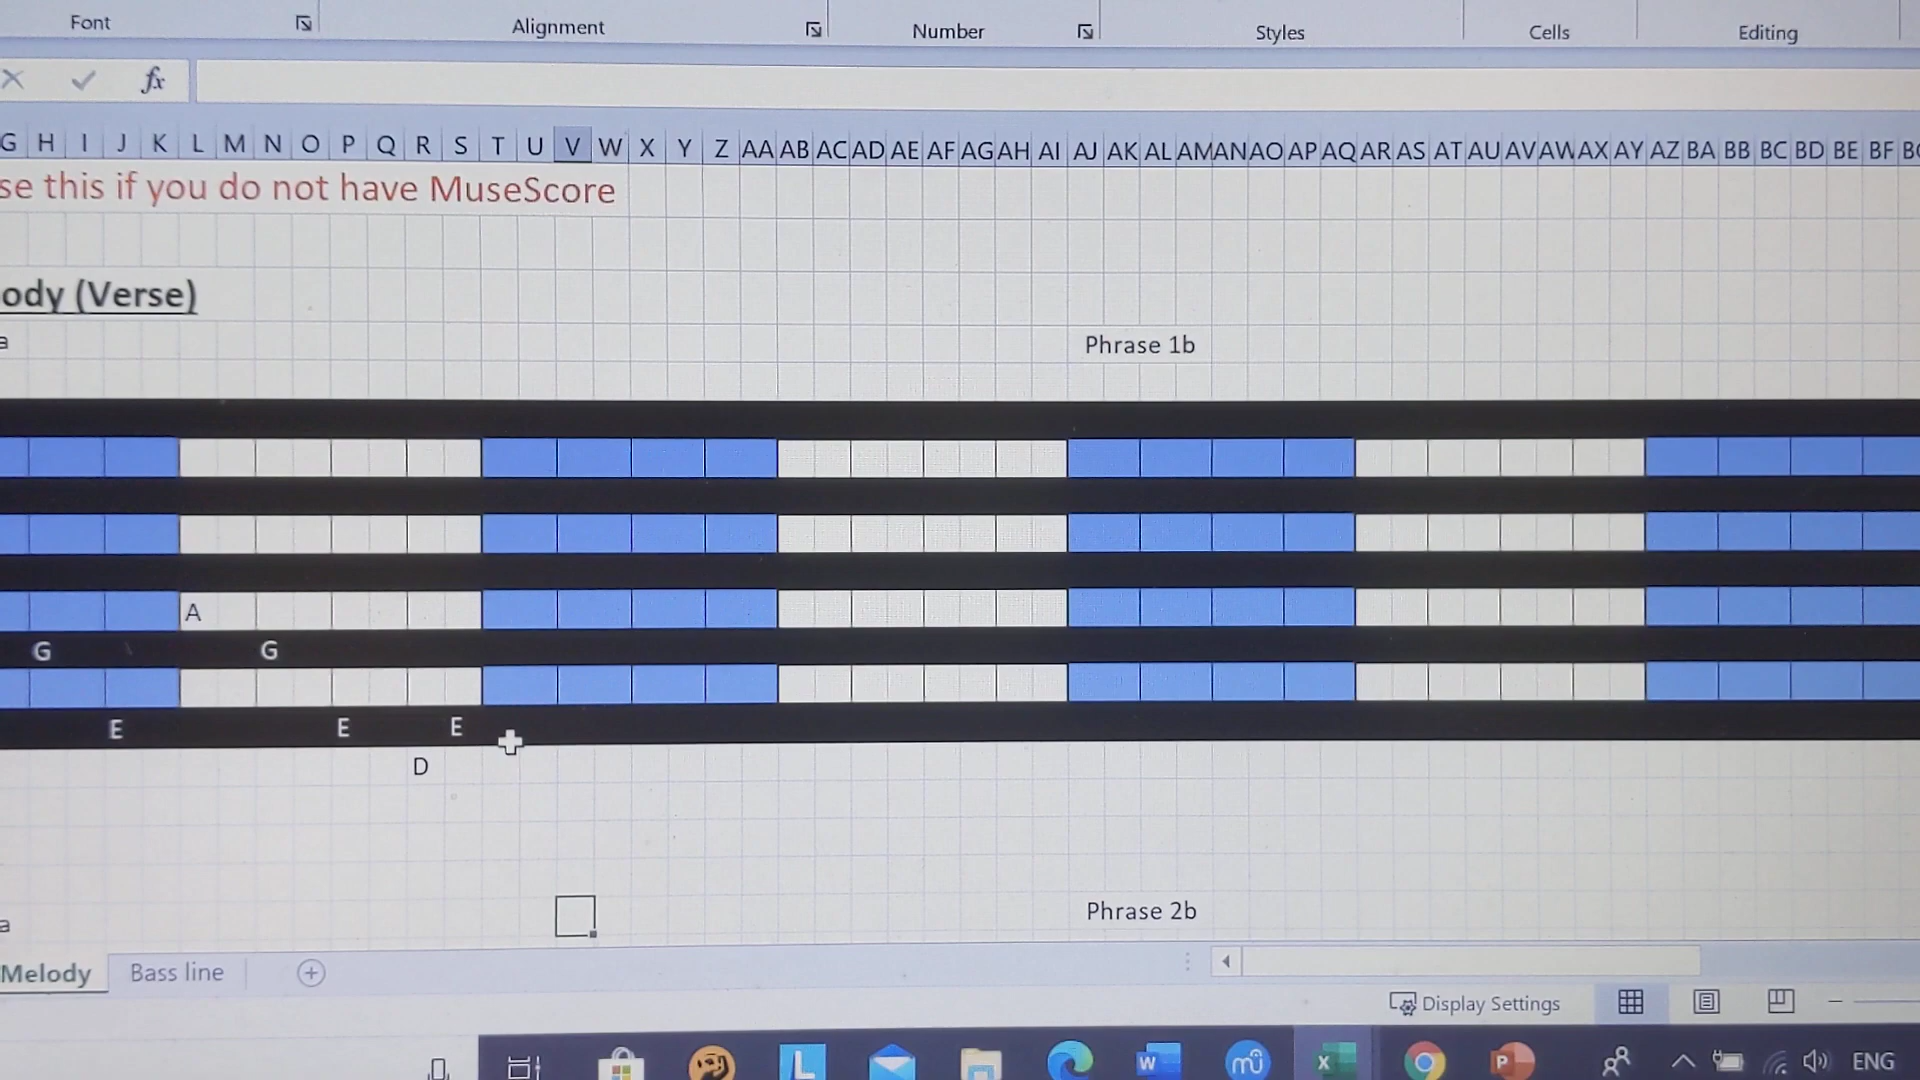 Font Alignment Number Styles Cells Editing
fx
G H I J K L M N O P Q R S T U V W X Y Z AA AB AC AD AE AF AG AH AI AJ AK AL AM AN AO AP AQ AR AS AT AU AV AW AX AY AZ BA BB BC BD BE BF
se this if you do not have MuseScore
ody (Verse)
a Phrase 1b
A
G G
E E E
D
a Phrase 2b
Melody Bass line
Display Settings
L W mû X P ENG